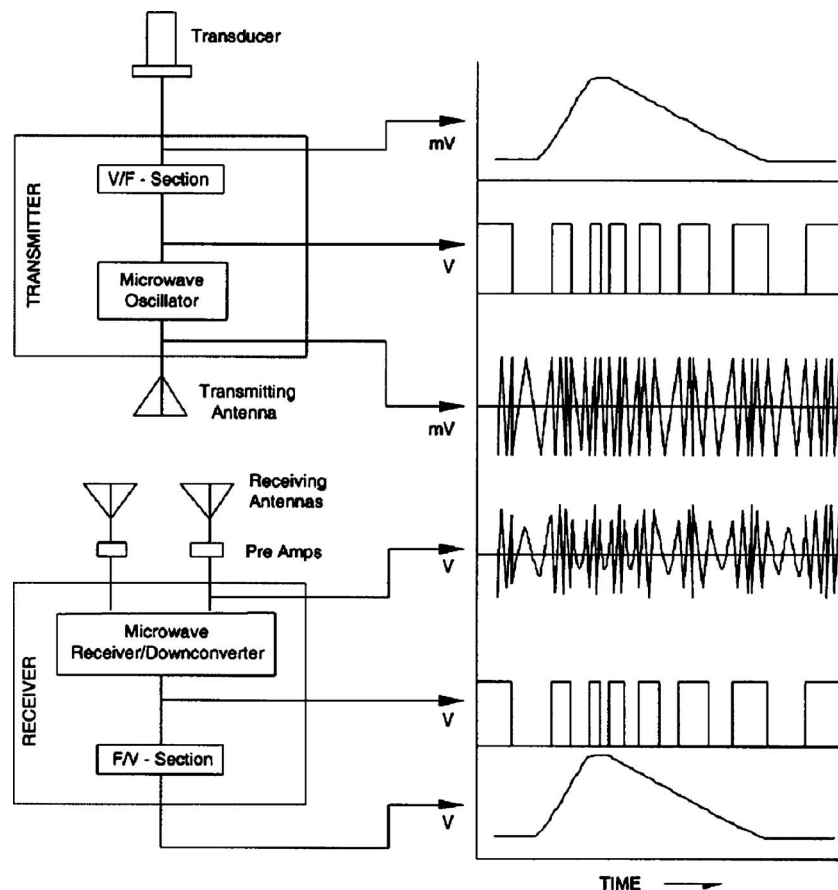 Transducer
mV
V/F - Section
TRANSMITTER
V
Microwave
Oscillator
Transmitting
Antenna
mV
Receiving
Antennas
Pre Amps
V
Microwave
Receiver/Downconverter
RECEIVER
V
F/V - Section
V
TIME